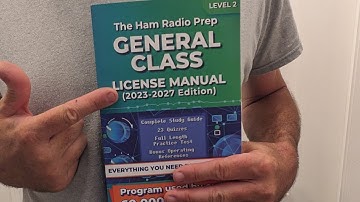 LEVEL 2
The Ham Radio Prep
GENERAL
CLASS
LICENSE MANUAL
(2023-2027 Edition)
Complete Study Guide
23 Quizzes
Full Length
Practice Test
Bonus Operating
References
EVERYTHING YOU NEED
Program used